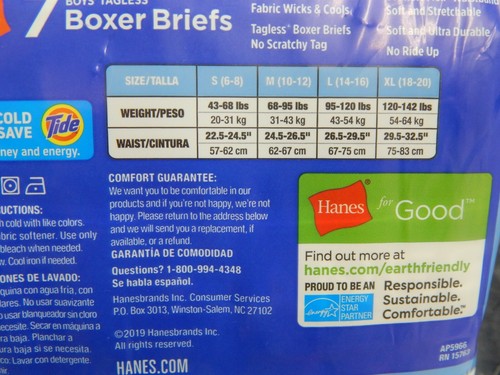 BOYS' TAGLESS®
Boxer Briefs
Fabric Wicks & Cools
Tagless® Boxer Briefs
No Scratchy Tag
Soft and Stretchable
Soft and Ultra Durable
No Ride Up
SIZE/TALLA S (6-8) M (10-12) L (14-16) XL (18-20)
WEIGHT/PESO 43-68 lbs 68-95 lbs 95-120 lbs 120-142 lbs
20-31 kg 31-43 kg 43-54 kg 54-64 kg
WAIST/CINTURA 22.5-24.5" 24.5-26.5" 26.5-29.5" 29.5-32.5"
57-62 cm 62-67 cm 67-75 cm 75-83 cm
COLD
SAVE
Tide
ney and energy.
UCTIONS:
h cold with like colors.
bric softener. Use only
bleach when needed.
w. Cool iron if needed.
ONES DE LAVADO:
quina con agua fría, con
lares. No usar suavizante
o usar blanqueador sin cloro
ecesite. Secar en máquina a
ra baja. Planchar a
ura baja si se necesita.
co: Lavar con detergente
COMFORT GUARANTEE:
We want you to be comfortable in our
products and if you're not happy, we're not
happy. Please return to the address below
and we will send you a replacement, if
available, or a refund.
GARANTÍA DE COMODIDAD
Questions? 1-800-994-4348
Se habla español.
Hanesbrands Inc. Consumer Services
P.O. Box 3013, Winston-Salem, NC 27102
©2019 Hanesbrands Inc.
All rights reserved.
HANES.COM
Hanes for Good™
Find out more at
hanes.com/earthfriendly
PROUD TO BE AN
ENERGY
STAR
PARTNER
Responsible.
Sustainable.
Comfortable.™
AP5966
RN 15763